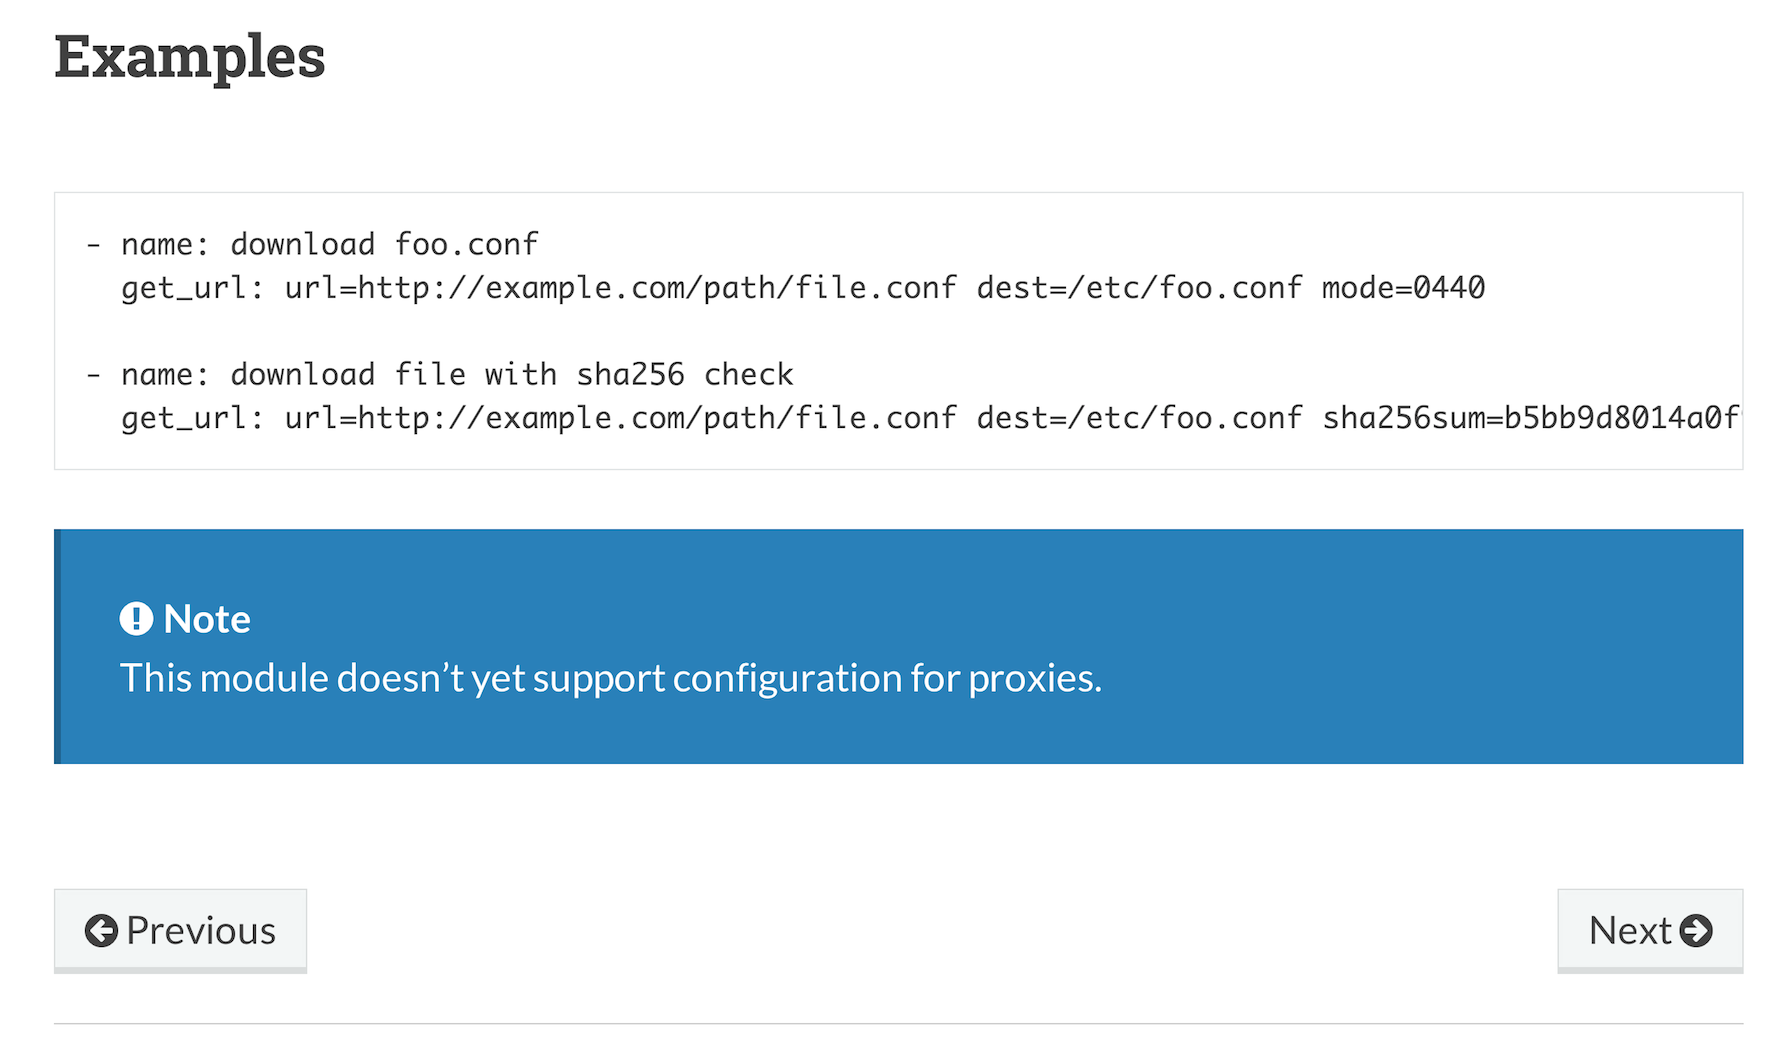 Examples
- name: download foo.conf
get_url: url=http://example.com/path/file.conf dest=/etc/foo.conf mode=0440
- name: download file with sha256 check
get_url: url=http://example.com/path/file.conf dest=/etc/foo.conf sha256sum=b5bb9d8014a0f
Note
This module doesn’t yet support configuration for proxies.
Previous
Next